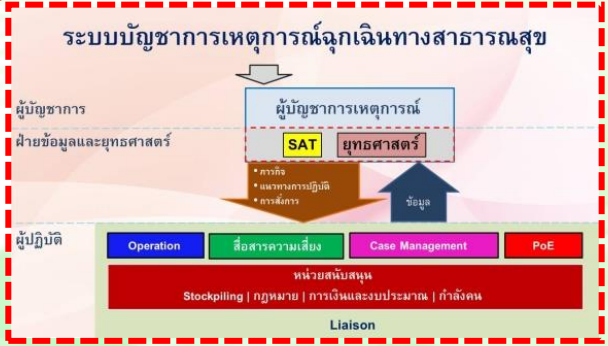 ระบบบัญชาการเหตุการณ์ฉุกเฉินทางสาธารณสุข
ผู้บัญชาการ
ผู้บัญชาการเหตุการณ์
ฝ่ายข้อมูลและยุทธศาสตร์
SAT
ยุทธศาสตร์
• ภารกิจ
• แนวทางการปฏิบัติ
• การสั่งการ
ข้อมูล
ผู้ปฏิบัติ
Operation
สื่อสารความเสี่ยง
Case Management
PoE
หน่วยสนับสนุน
Stockpiling | กฎหมาย | การเงินและงบประมาณ | กำลังคน
Liaison